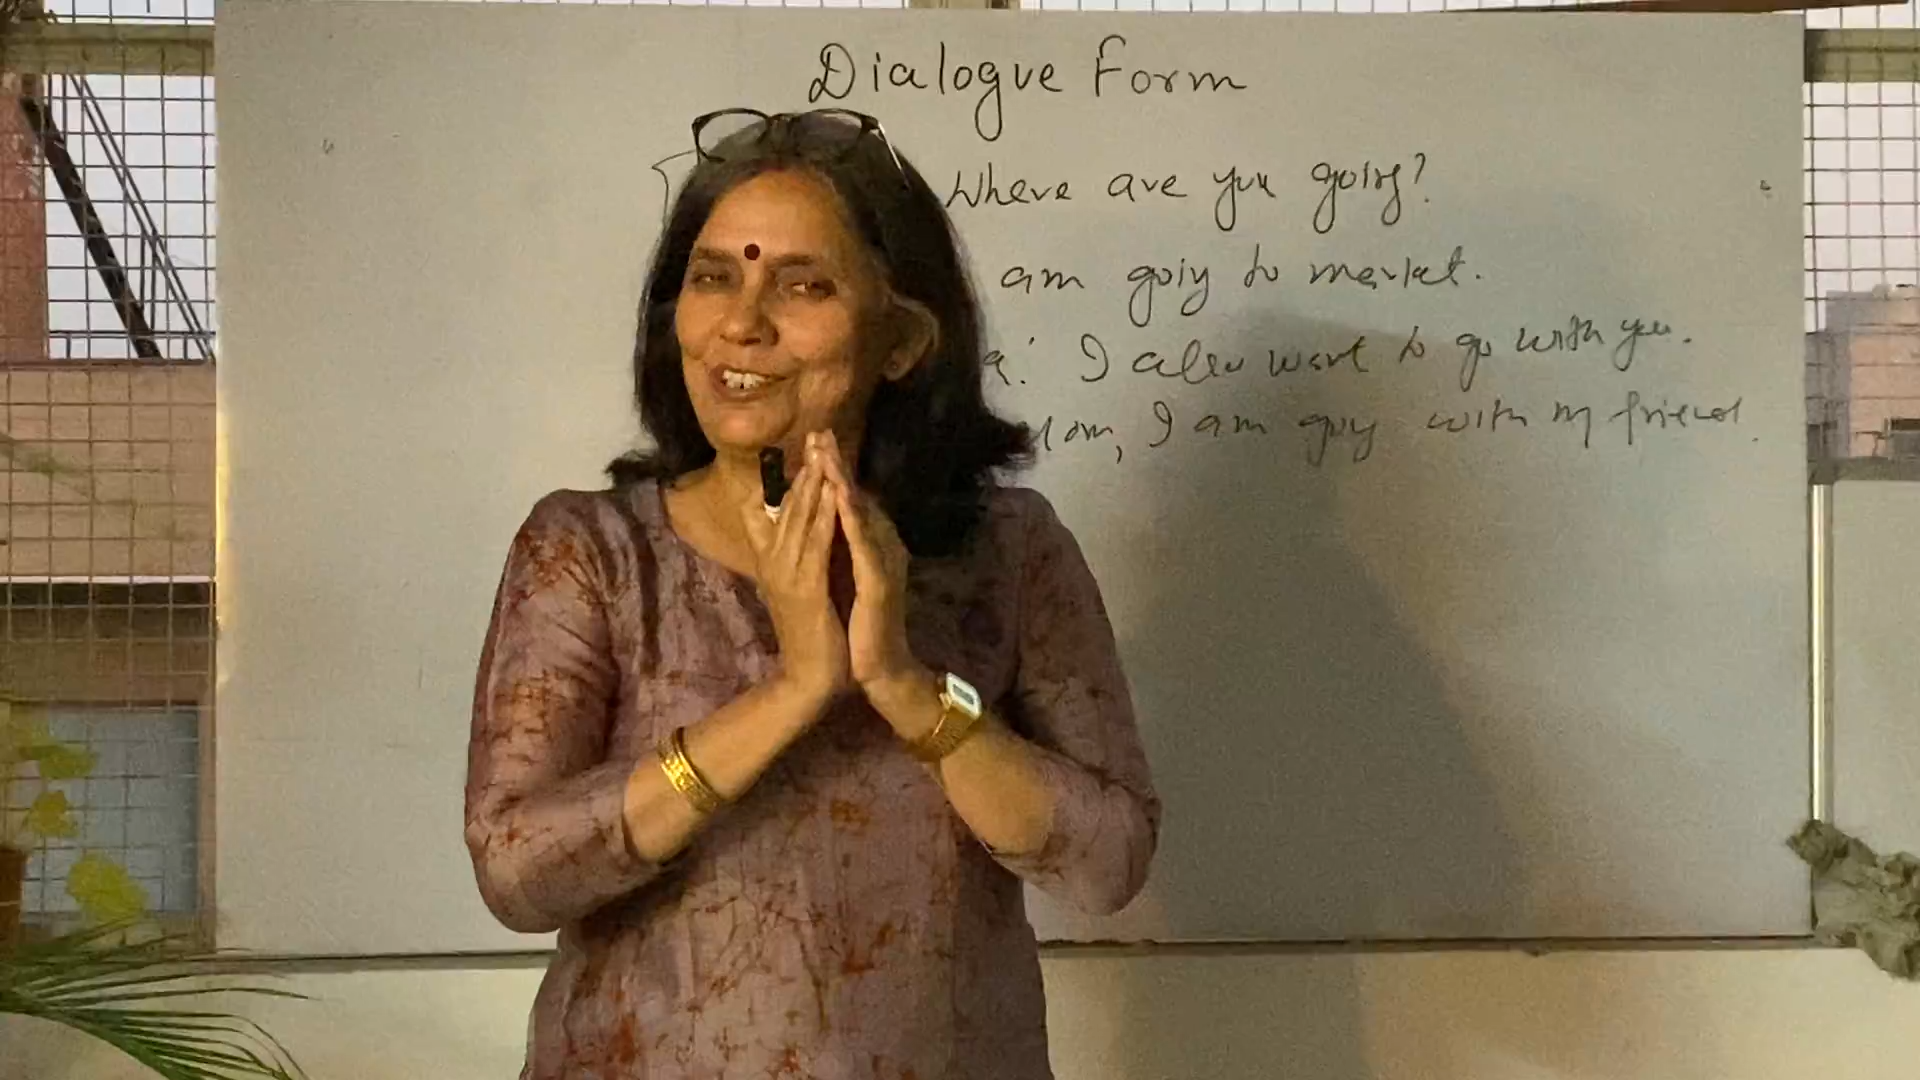 Dialogue Form
Where are you going?
am going to market.
a: I also want to go with you.
Mom, I am going with my friend.